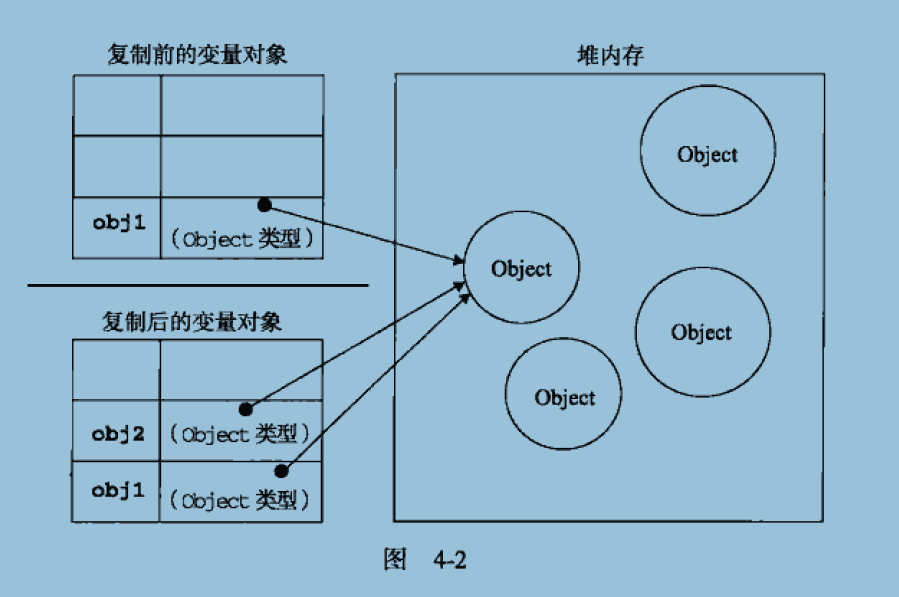 复制前的变量对象
堆内存
Object
obj1
(Object 类型)
Object
复制后的变量对象
Object
obj2
(Object 类型)
Object
obj1
(Object 类型)
图 4-2